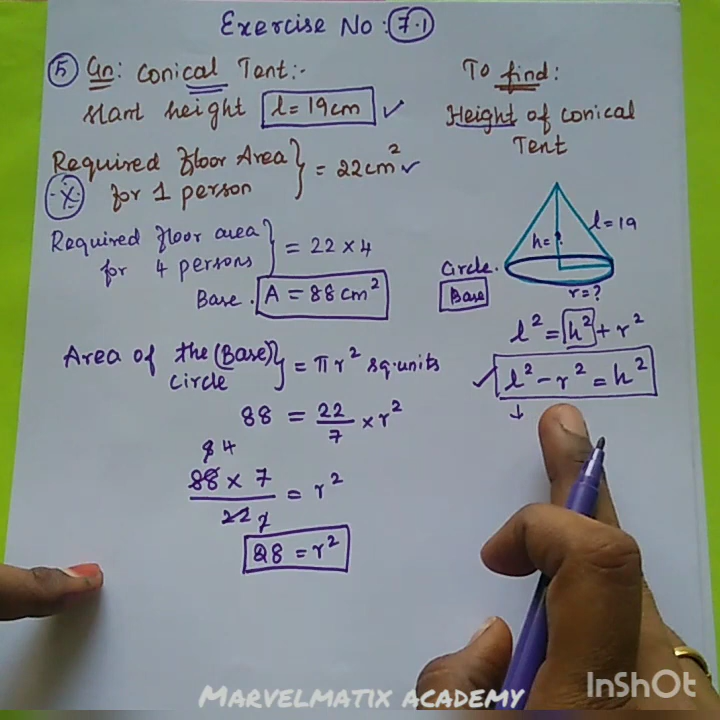 Exercise No: 7.1
5 Gn: Conical Tent:-
slant height l = 19cm ✓
Required Floor Area for 1 person } = 22cm² ✓
X
Required Floor area for 4 persons } = 22 × 4
Base. A = 88 cm²
Area of the (Base) circle } = πr² sq.units
88 = 22/7 × r²
8 4
88 × 7 / 22 2 = r²
28 = r²
To find:
Height of conical
Tent
h=?
l = 19
Circle.
Base
r = ?
l² = h² + r²
✓ l² - r² = h²
↓
MARVELMATIX ACADEMY
InShOt